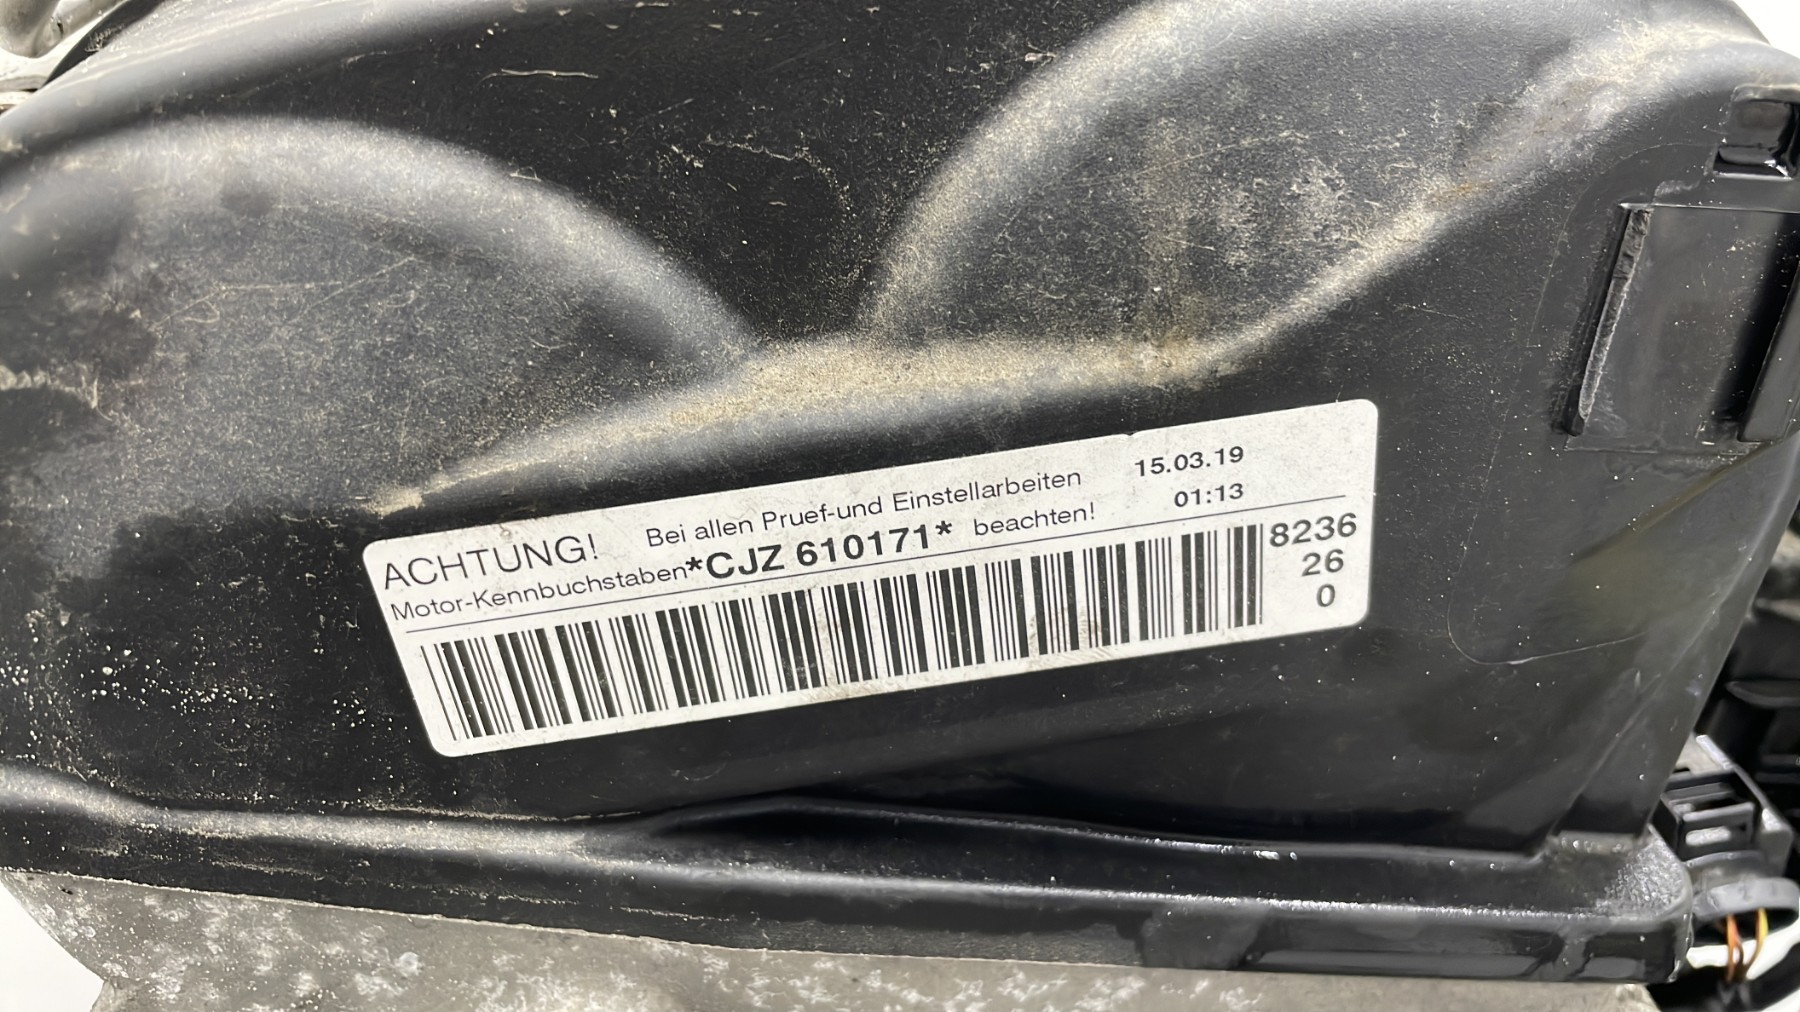 ACHTUNG! Bei allen Pruef-und Einstellarbeiten 15.03.19
Motor-Kennbuchstaben*CJZ 610171* beachten! 01:13
8236
26
0